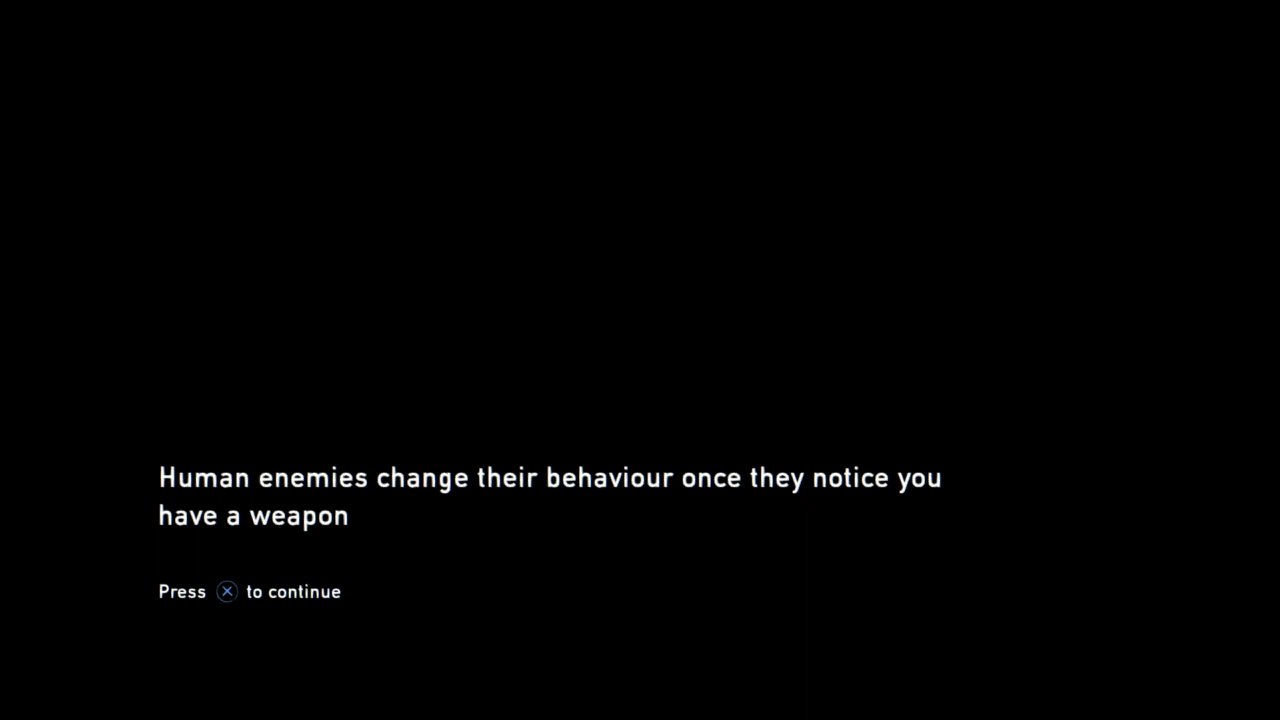 Human enemies change their behaviour once they notice you
have a weapon
Press ⓧ to continue